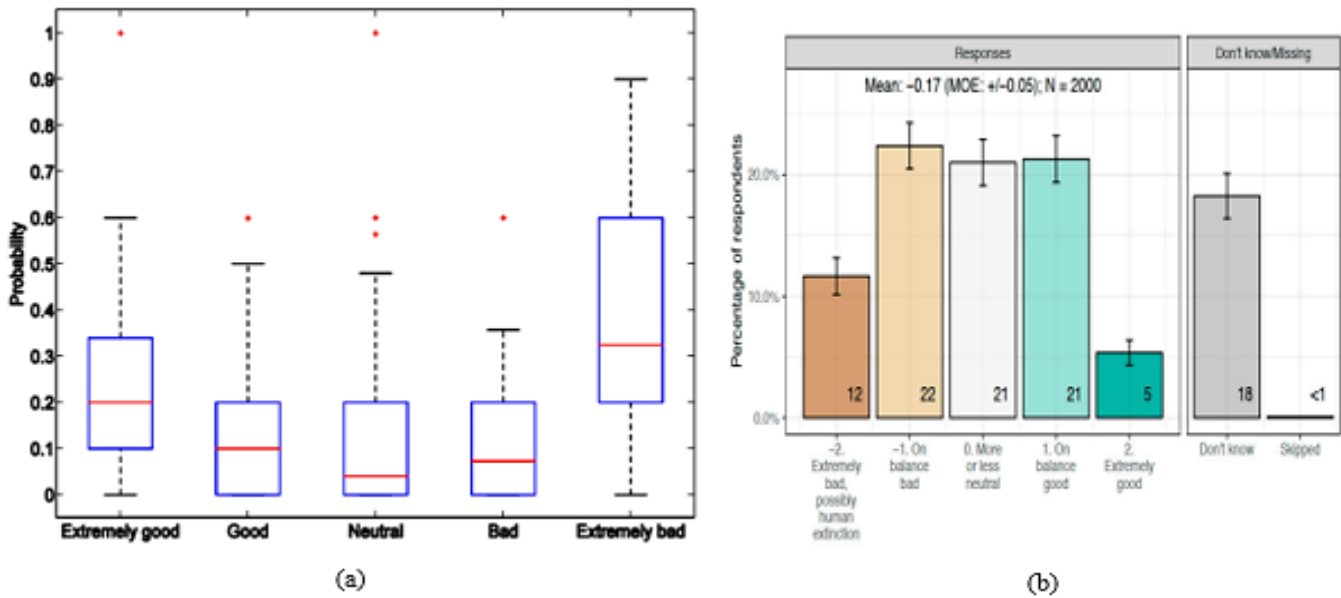 1
0.9
0.8
0.7
0.6
0.5
0.4
0.3
0.2
0.1
0
Probability
Extremely good
Good
Neutral
Bad
Extremely bad
(a)
Responses
Don't know/Missing
Mean: −0.17 (MOE: +/−0.05); N = 2000
Percentage of respondents
20.0%
10.0%
0.0%
12
22
21
21
5
18
<1
−2.
Extremely
bad,
possibly
human
extinction
−1. On
balance
bad
0. More
or less
neutral
1. On
balance
good
2.
Extremely
good
Don't know
Skipped
(b)